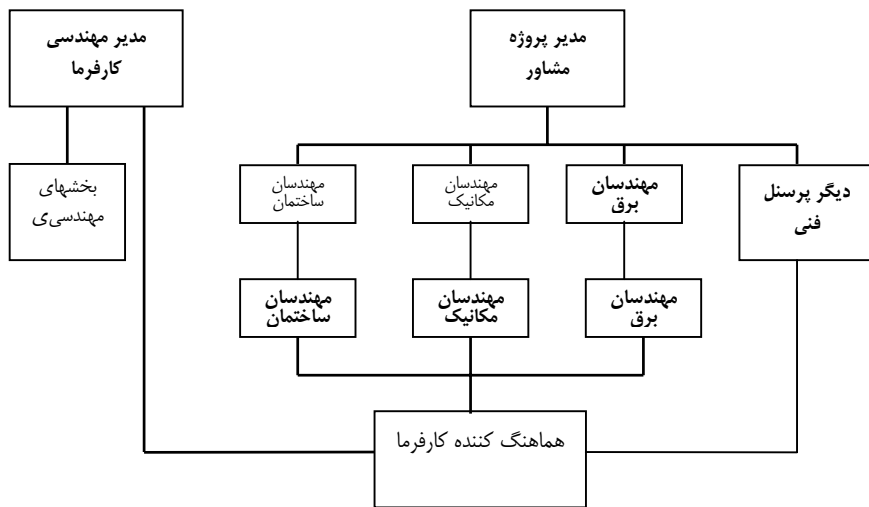 مدیر پروژه
مشاور
مدیر مهندسی
کارفرما
دیگر پرسنل
فنی
مهندسان
برق
مهندسان
مکانیک
مهندسان
ساختمان
بخشهای
مهندسی‌ی
مهندسان
برق
مهندسان
مکانیک
مهندسان
ساختمان
هماهنگ کننده کارفرما